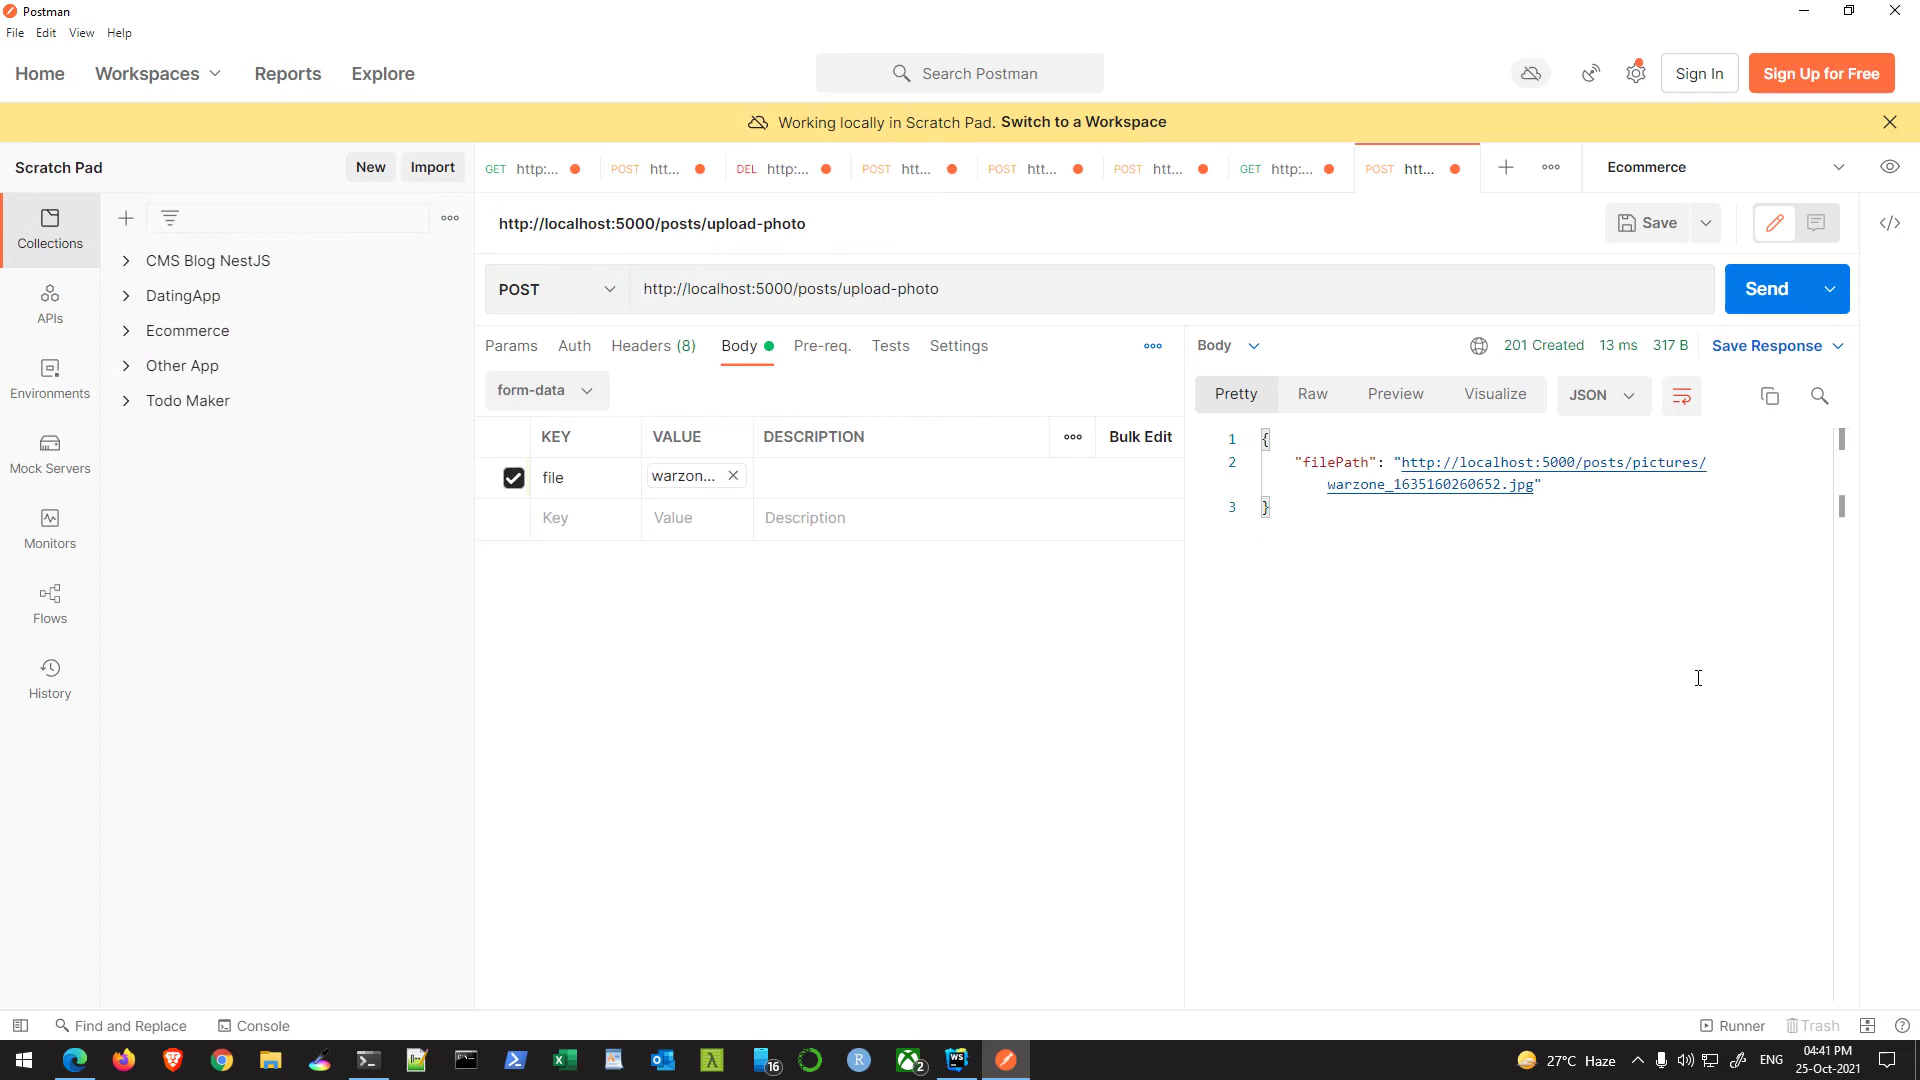 Postman
File Edit View Help
Home Workspaces Reports Explore
Search Postman
Sign In
Sign Up for Free
Working locally in Scratch Pad. Switch to a Workspace
Scratch Pad
New
Import
GET http:...
POST htt...
DEL http:...
POST htt...
POST htt...
POST htt...
GET http:...
POST htt...
Ecommerce
Collections
APIs
Environments
Mock Servers
Monitors
Flows
History
CMS Blog NestJS
DatingApp
Ecommerce
Other App
Todo Maker
http://localhost:5000/posts/upload-photo
Save
POST
http://localhost:5000/posts/upload-photo
Send
Params Auth Headers (8) Body Pre-req. Tests Settings
form-data
KEY VALUE DESCRIPTION Bulk Edit
file warzon...
Key Value Description
Body
201 Created 13 ms 317 B Save Response
Pretty Raw Preview Visualize JSON
1 {
2 "filePath": "http://localhost:5000/posts/pictures/
warzone_1635160260652.jpg"
3 }
Find and Replace
Console
Runner
Trash
16
2
WS
27°C Haze
ENG
04:41 PM
25-Oct-2021